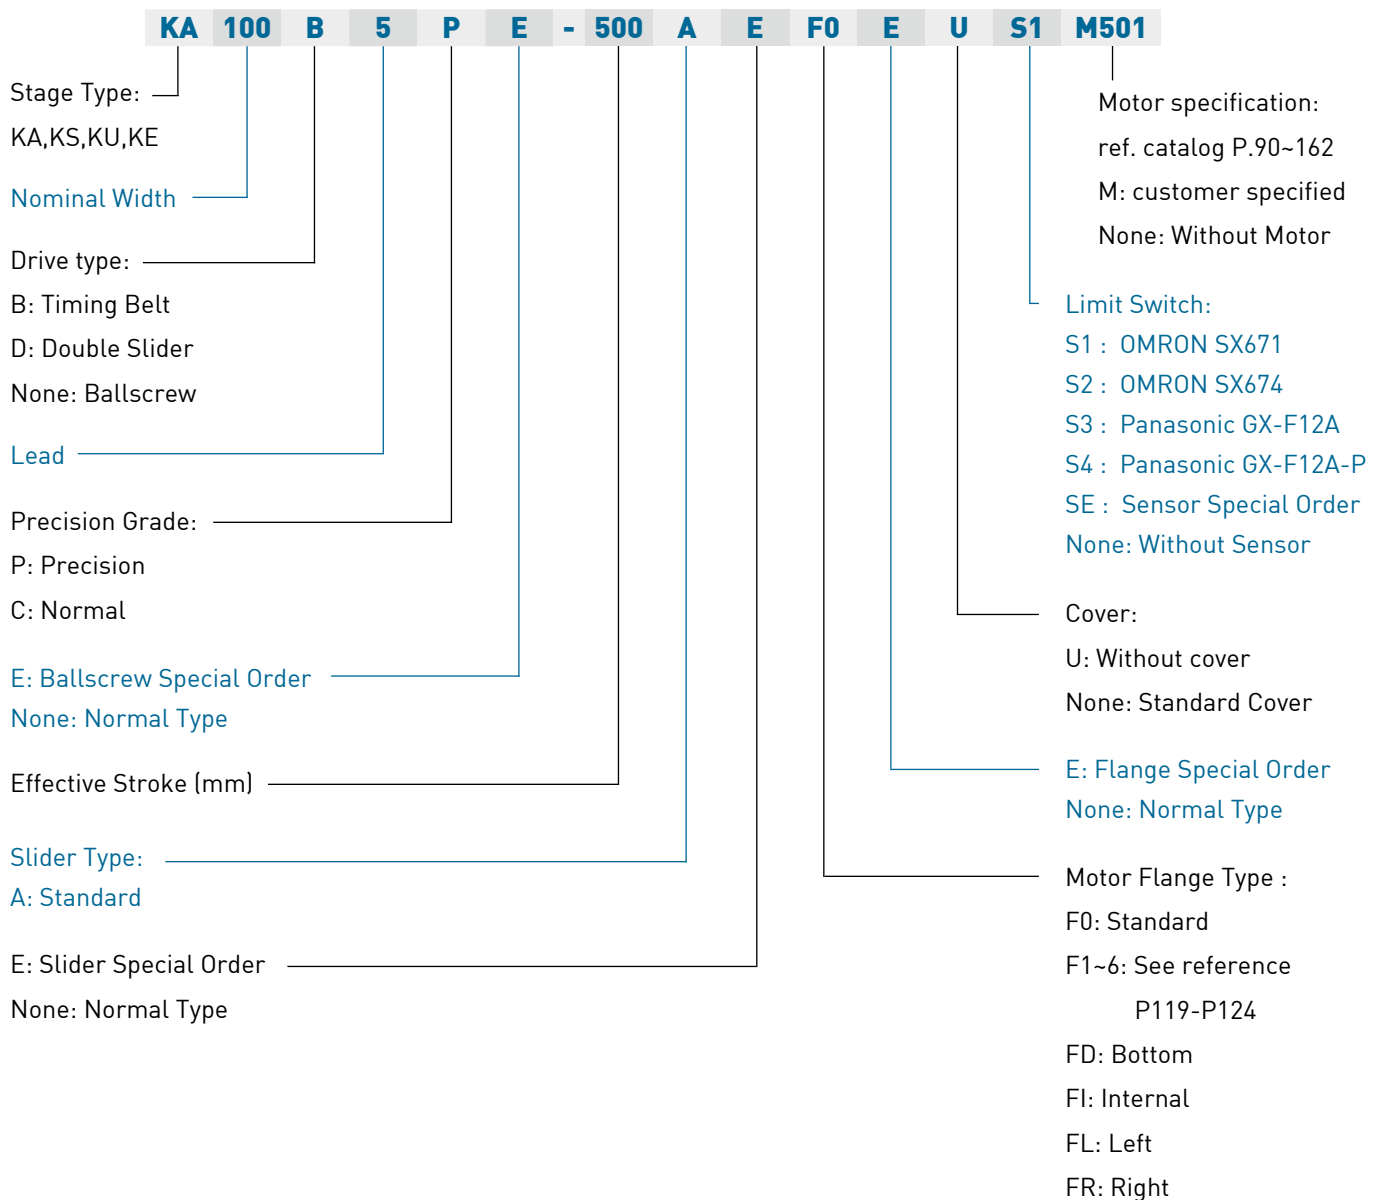 KA 100 B 5 P E - 500 A E F0 E U S1 M501
Stage Type:
KA,KS,KU,KE
Nominal Width
Drive type:
B: Timing Belt
D: Double Slider
None: Ballscrew
Lead
Precision Grade:
P: Precision
C: Normal
E: Ballscrew Special Order
None: Normal Type
Effective Stroke (mm)
Slider Type:
A: Standard
E: Slider Special Order
None: Normal Type
Motor specification:
ref. catalog P.90~162
M: customer specified
None: Without Motor
Limit Switch:
S1 : OMRON SX671
S2 : OMRON SX674
S3 : Panasonic GX-F12A
S4 : Panasonic GX-F12A-P
SE : Sensor Special Order
None: Without Sensor
Cover:
U: Without cover
None: Standard Cover
E: Flange Special Order
None: Normal Type
Motor Flange Type :
F0: Standard
F1~6: See reference
P119-P124
FD: Bottom
FI: Internal
FL: Left
FR: Right